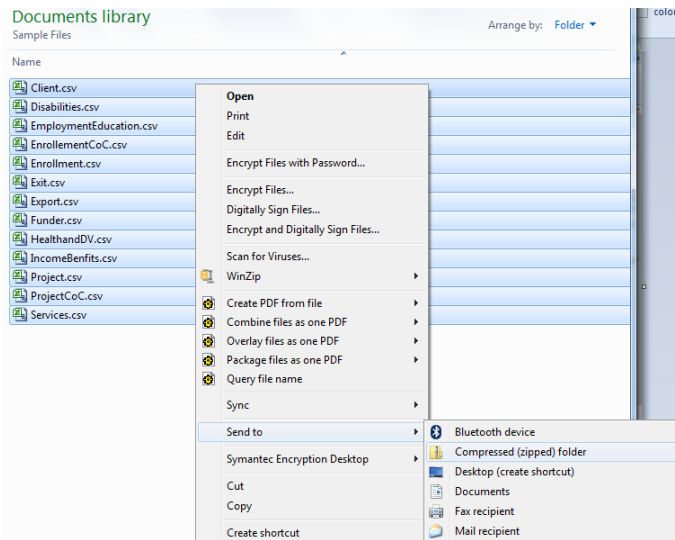 Documents library
Sample Files
Arrange by: Folder
Name
Client.csv
Disabilities.csv
EmploymentEducation.csv
EnrollementCoC.csv
Enrollment.csv
Exit.csv
Export.csv
Funder.csv
HealthandDV.csv
IncomeBenfits.csv
Project.csv
ProjectCoC.csv
Services.csv
Open
Print
Edit
Encrypt Files with Password...
Encrypt Files...
Digitally Sign Files...
Encrypt and Digitally Sign Files...
Scan for Viruses...
WinZip
Create PDF from file
Combine files as one PDF
Overlay files as one PDF
Package files as one PDF
Query file name
Sync
Send to
Symantec Encryption Desktop
Cut
Copy
Create shortcut
Bluetooth device
Compressed (zipped) folder
Desktop (create shortcut)
Documents
Fax recipient
Mail recipient